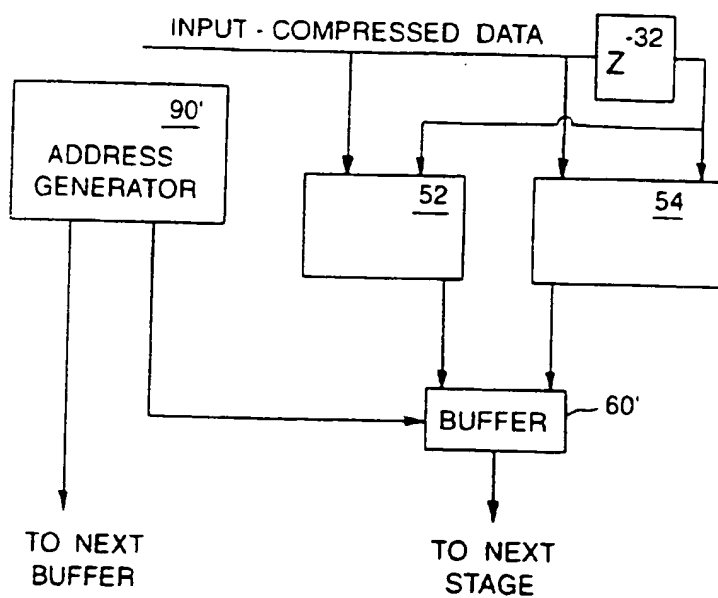 INPUT - COMPRESSED DATA
Z-32
90'
ADDRESS
GENERATOR
52
54
BUFFER
60'
TO NEXT
BUFFER
TO NEXT
STAGE